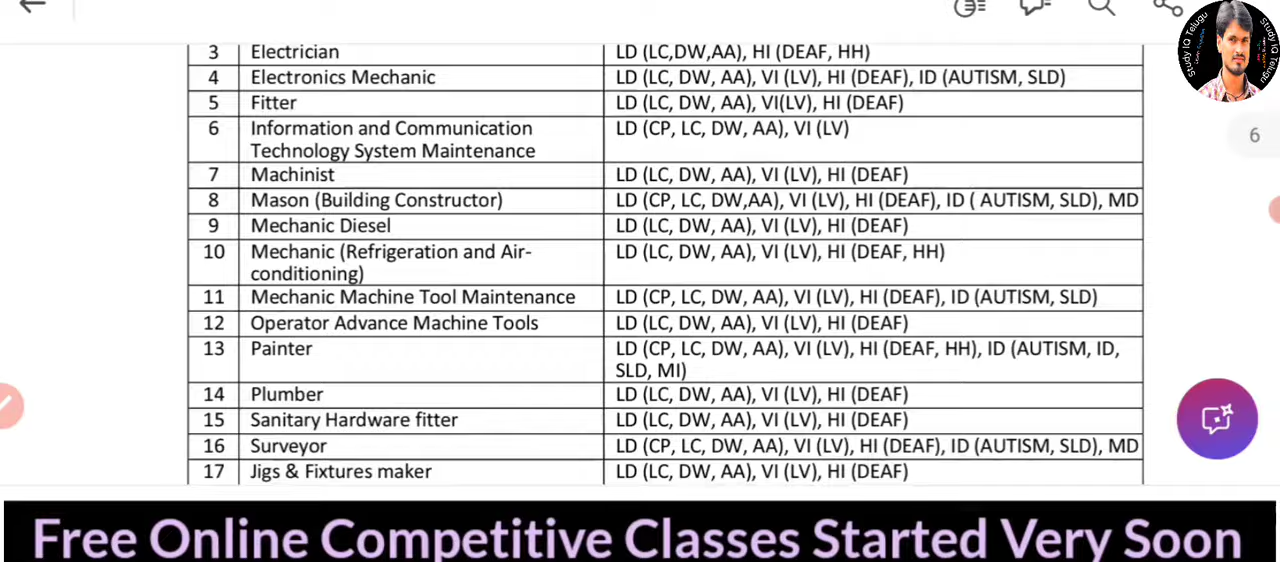 Study IQ Telugu
Study IQ Telugu
6
3 Electrician LD (LC,DW,AA), HI (DEAF, HH)
4 Electronics Mechanic LD (LC, DW, AA), VI (LV), HI (DEAF), ID (AUTISM, SLD)
5 Fitter LD (LC, DW, AA), VI(LV), HI (DEAF)
6 Information and Communication LD (CP, LC, DW, AA), VI (LV)
Technology System Maintenance
7 Machinist LD (LC, DW, AA), VI (LV), HI (DEAF)
8 Mason (Building Constructor) LD (CP, LC, DW,AA), VI (LV), HI (DEAF), ID ( AUTISM, SLD), MD
9 Mechanic Diesel LD (LC, DW, AA), VI (LV), HI (DEAF)
10 Mechanic (Refrigeration and Air- LD (LC, DW, AA), VI (LV), HI (DEAF, HH)
conditioning)
11 Mechanic Machine Tool Maintenance LD (CP, LC, DW, AA), VI (LV), HI (DEAF), ID (AUTISM, SLD)
12 Operator Advance Machine Tools LD (LC, DW, AA), VI (LV), HI (DEAF)
13 Painter LD (CP, LC, DW, AA), VI (LV), HI (DEAF, HH), ID (AUTISM, ID,
SLD, MI)
14 Plumber LD (LC, DW, AA), VI (LV), HI (DEAF)
15 Sanitary Hardware fitter LD (LC, DW, AA), VI (LV), HI (DEAF)
16 Surveyor LD (CP, LC, DW, AA), VI (LV), HI (DEAF), ID (AUTISM, SLD), MD
17 Jigs & Fixtures maker LD (LC, DW, AA), VI (LV), HI (DEAF)
Free Online Competitive Classes Started Very Soon